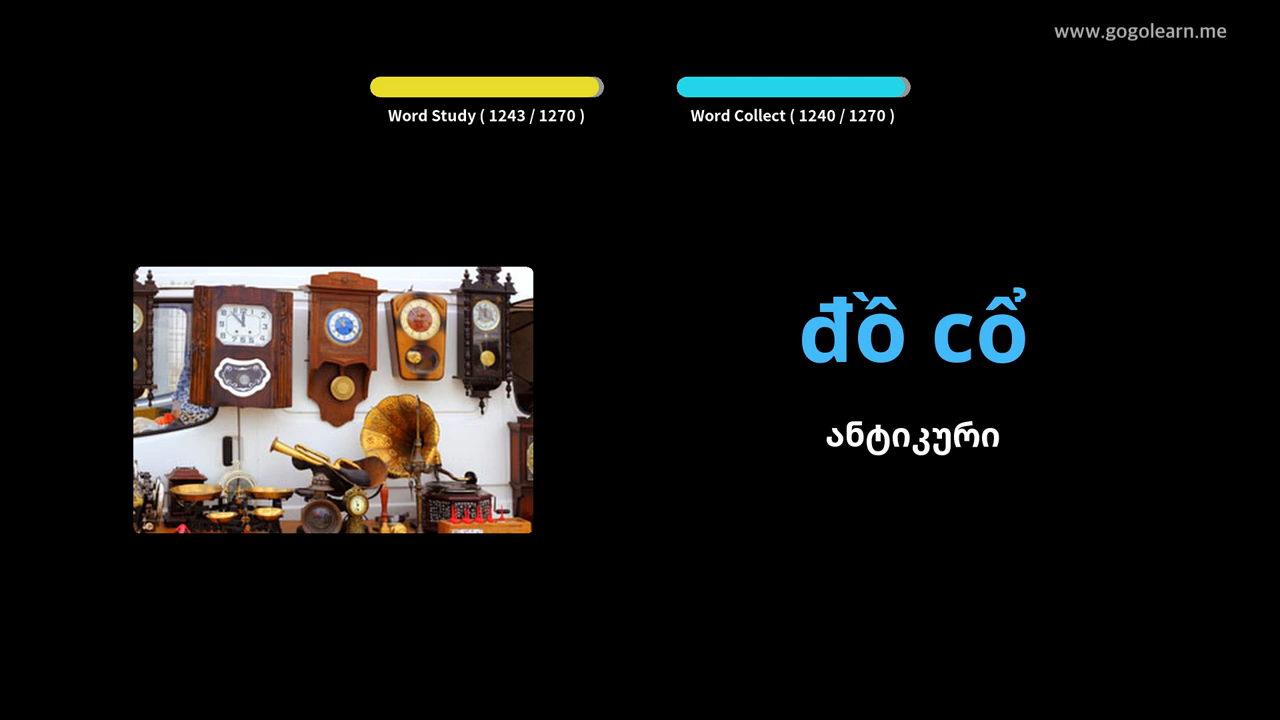 www.gogolearn.me
Word Study ( 1243 / 1270 )
Word Collect ( 1240 / 1270 )
đồ cổ
ანტიკური